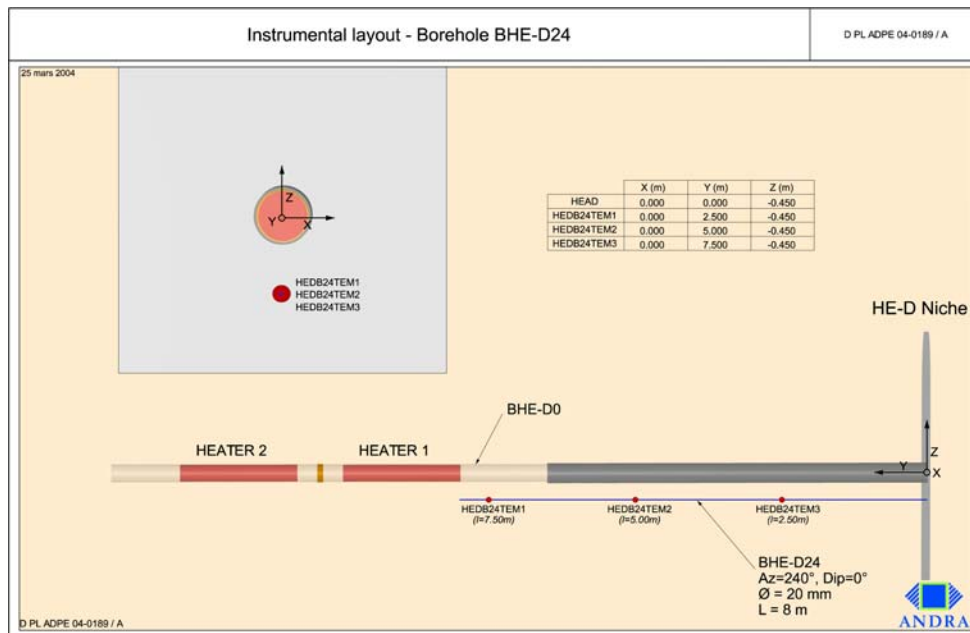 Instrumental layout - Borehole BHE-D24
D PL ADPE 04-0189 / A
25 mars 2004
Z
Y
X
HEDB24TEM1
HEDB24TEM2
HEDB24TEM3
X (m) Y (m) Z (m)
HEAD 0.000 0.000 -0.450
HEDB24TEM1 0.000 2.500 -0.450
HEDB24TEM2 0.000 5.000 -0.450
HEDB24TEM3 0.000 7.500 -0.450
HE-D Niche
BHE-D0
HEATER 2
HEATER 1
Z
Y
X
HEDB24TEM1
(l=7.50m)
HEDB24TEM2
(l=5.00m)
HEDB24TEM3
(l=2.50m)
BHE-D24
Az=240°, Dip=0°
Ø = 20 mm
L = 8 m
ANDRA
D PL ADPE 04-0189 / A